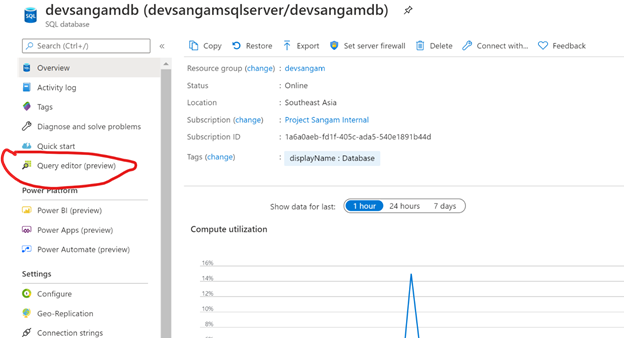 devsangamdb (devsangamsqlserver/devsangamdb)
SQL database
Search (Ctrl+/)
«
Copy
Restore
Export
Set server firewall
Delete
Connect with...
Feedback
Overview
Activity log
Tags
Diagnose and solve problems
Quick start
Query editor (preview)
Power Platform
Power BI (preview)
Power Apps (preview)
Power Automate (preview)
Settings
Configure
Geo-Replication
Connection strings
Resource group (change) : devsangam
Status : Online
Location : Southeast Asia
Subscription (change) : Project Sangam Internal
Subscription ID : 1a6a0aeb-fd1f-405c-ada5-540e1891b44d
Tags (change) : displayName : Database
Show data for last: 1 hour 24 hours 7 days
Compute utilization
16%
14%
12%
10%
8%
6%